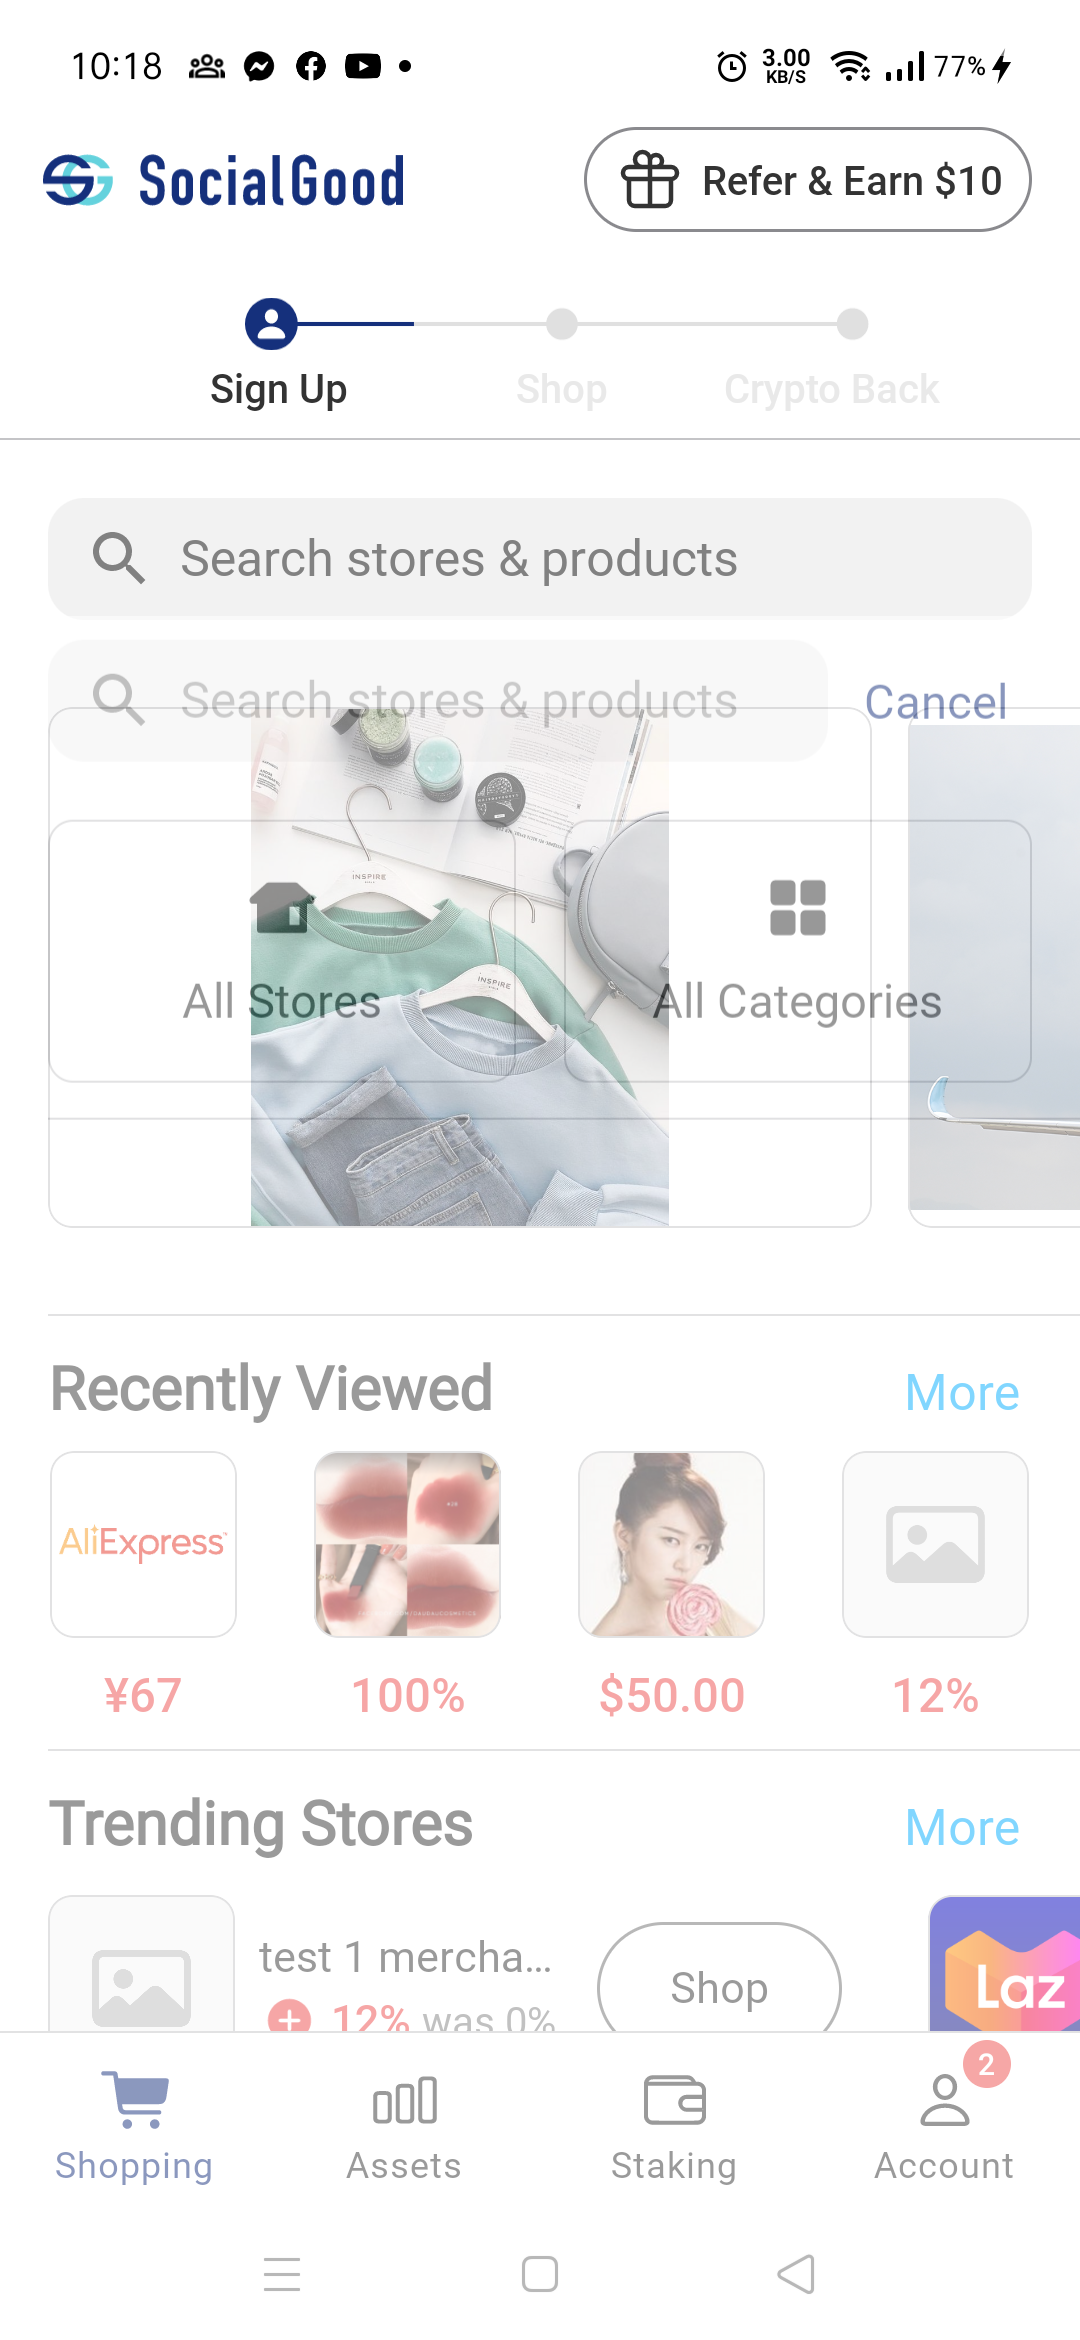 10:18
3.00
KB/S
77%
SocialGood
Refer & Earn $10
Sign Up
Shop
Crypto Back
Search stores & products
Search stores & products
Cancel
INSPIRE
INSPIRE
All Stores
All Categories
Recently Viewed
More
AliExpress
¥67
100%
$50.00
12%
Trending Stores
More
test 1 mercha...
12% was 0%
Shop
Laz
Shopping
Assets
Staking
2
Account